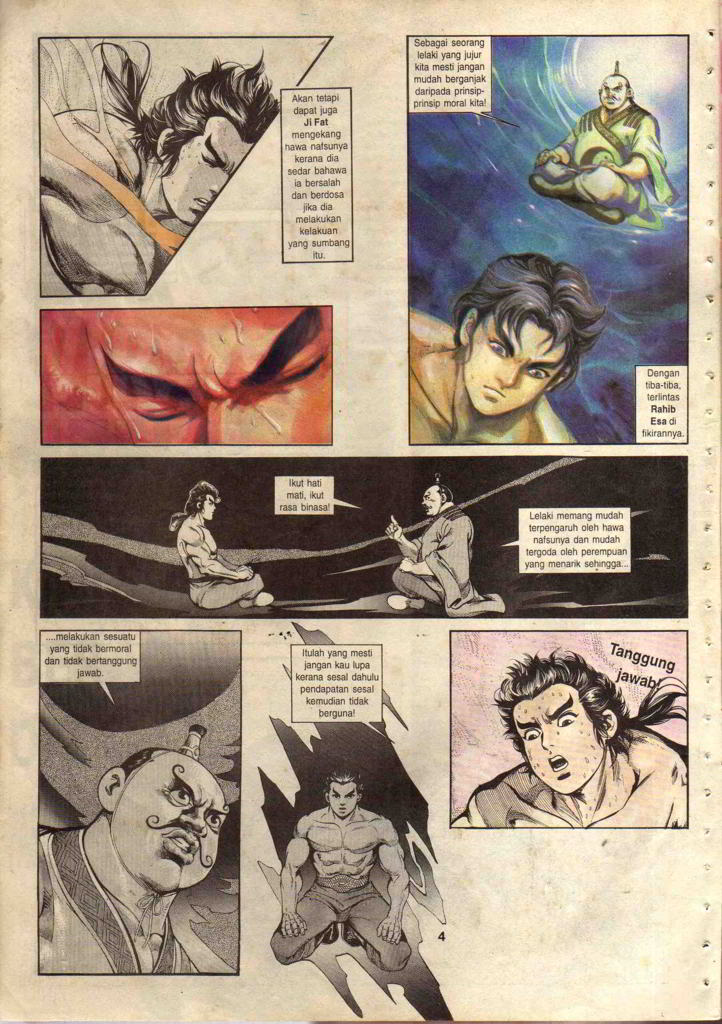 Akan tetapi
dapat juga
Ji Fat
mengekang
hawa nafsunya
kerana dia
sedar bahawa
ia bersalah
dan berdosa
jika dia
melakukan
kelakuan
yang sumbang
itu.
Sebagai seorang
lelaki yang jujur
kita mesti jangan
mudah berganjak
daripada prinsip-
prinsip moral kita!
Dengan
tiba-tiba,
terlintas
Rahib
Esa di
fikirannya.
Ikut hati
mati, ikut
rasa binasa!
Lelaki memang mudah
terpengaruh oleh hawa
nafsunya dan mudah
tergoda oleh perempuan
yang menarik sehingga...
....melakukan sesuatu
yang tidak bermoral
dan tidak bertanggung
jawab.
Itulah yang mesti
jangan kau lupa
kerana sesal dahulu
pendapatan sesal
kemudian tidak
berguna!
Tanggung
jawab!
4